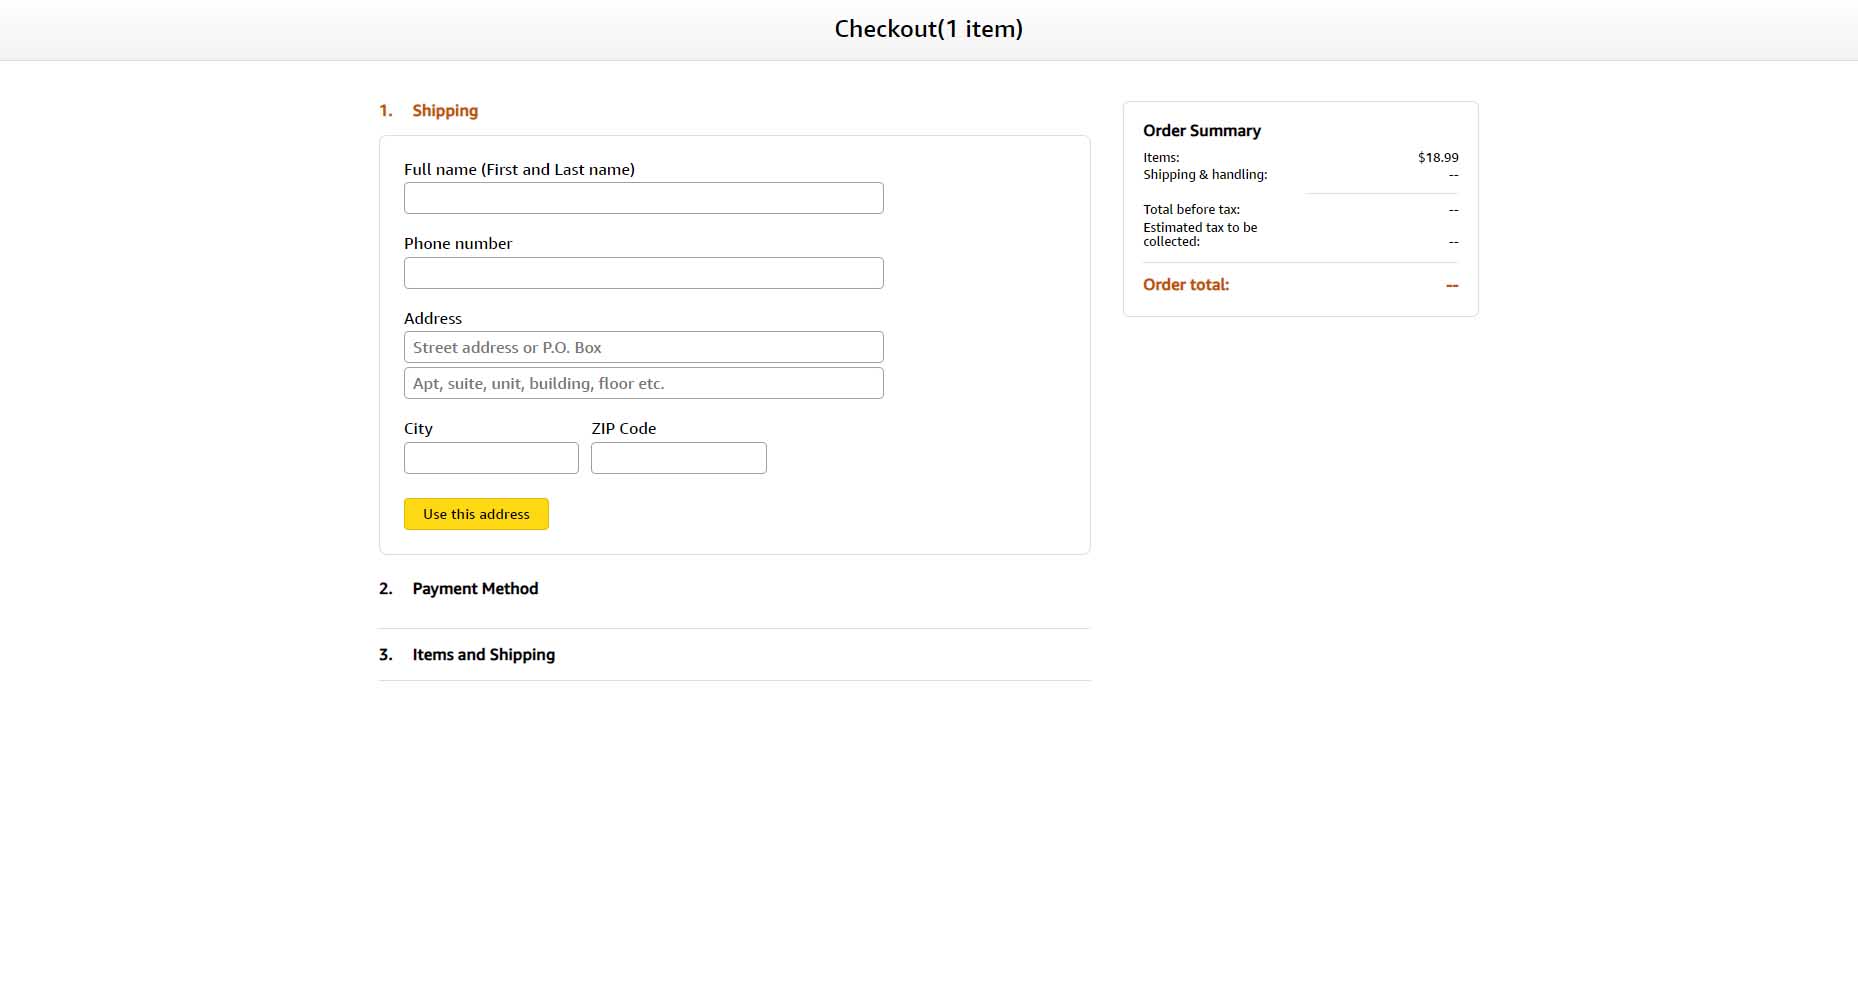 Checkout(1 item)
1. Shipping
Full name (First and Last name)
Phone number
Address
Street address or P.O. Box
Apt, suite, unit, building, floor etc.
City ZIP Code
Use this address
2. Payment Method
3. Items and Shipping
Order Summary
Items: $18.99
Shipping & handling: --
Total before tax: --
Estimated tax to be
collected: --
Order total: --